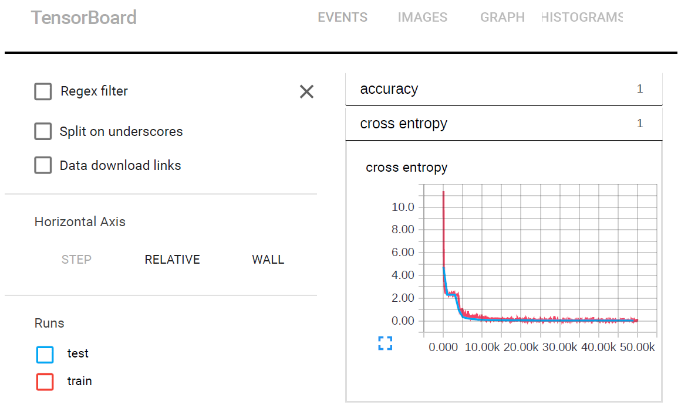 TensorBoard
EVENTS IMAGES GRAPH HISTOGRAMS
Regex filter
Split on underscores
Data download links
Horizontal Axis
STEP RELATIVE WALL
Runs
test
train
accuracy 1
cross entropy 1
cross entropy
10.0
8.00
6.00
4.00
2.00
0.00
0.000 10.00k 20.00k 30.00k 40.00k 50.00k